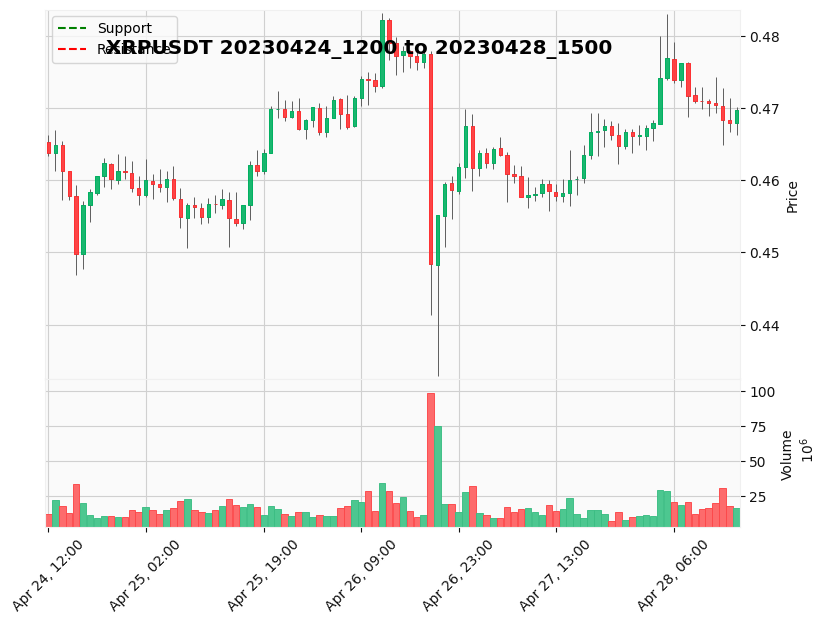 Support
Resistance
XRPUSDT 20230424_1200 to 20230428_1500
0.48
0.47
0.46
0.45
0.44
Price
100
75
50
25
Volume
10^6
Apr 24, 12:00
Apr 25, 02:00
Apr 25, 19:00
Apr 26, 09:00
Apr 26, 23:00
Apr 27, 13:00
Apr 28, 06:00